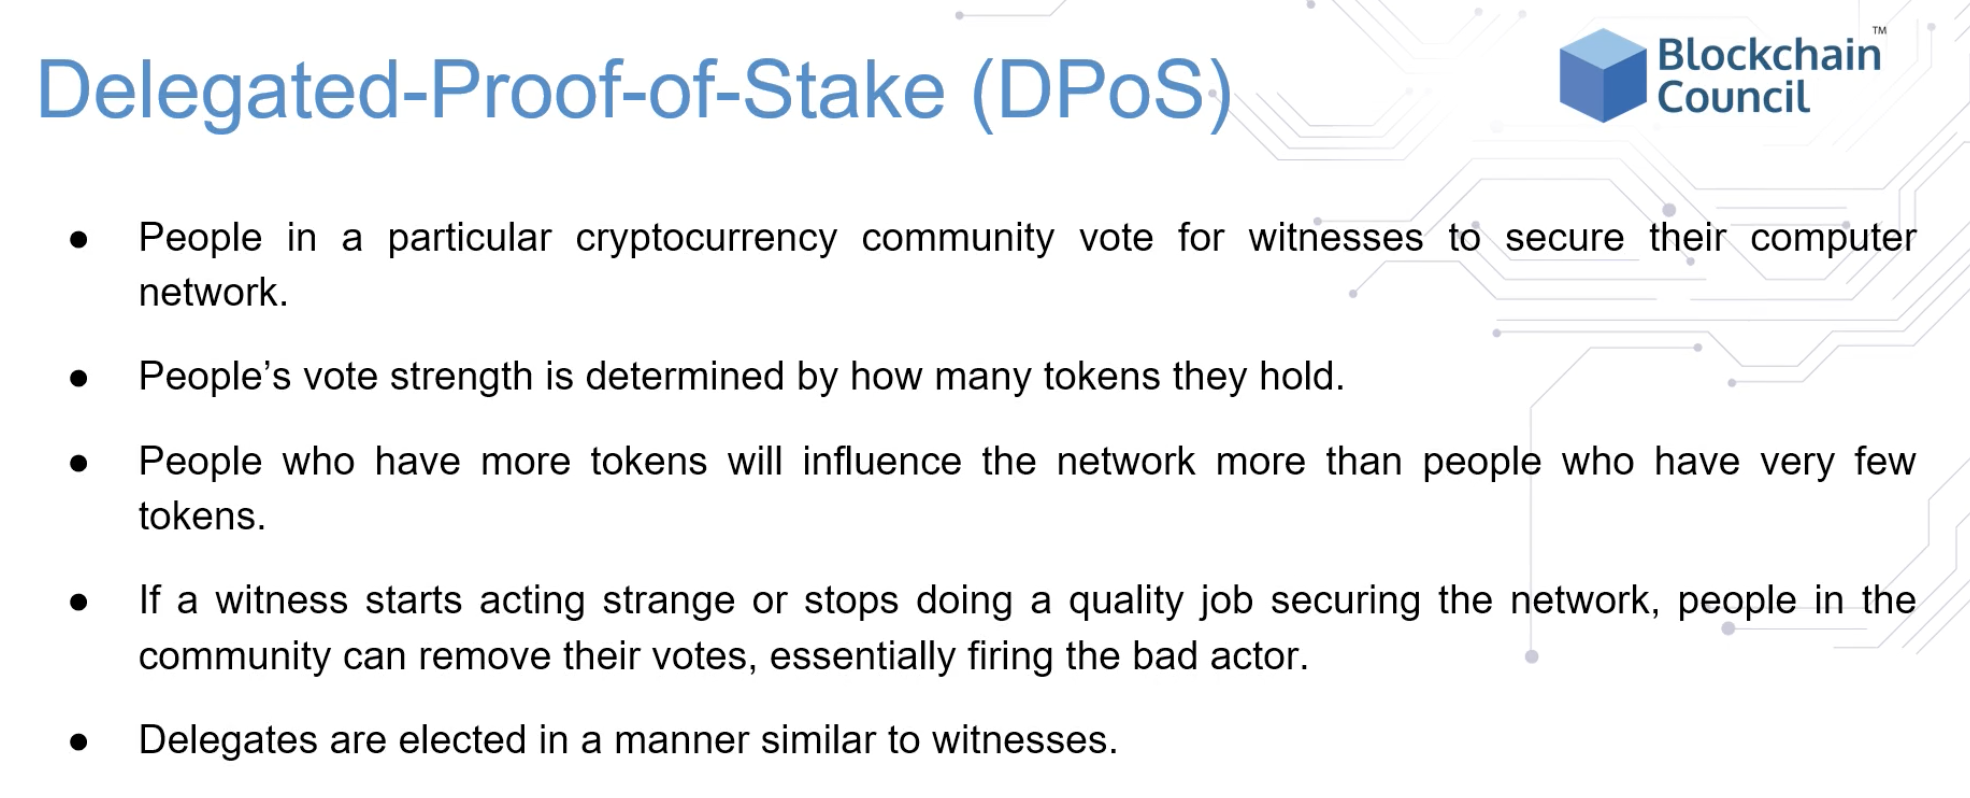 Delegated-Proof-of-Stake (DPoS)
Blockchain
Council
TM
● People in a particular cryptocurrency community vote for witnesses to secure their computer
network.
● People’s vote strength is determined by how many tokens they hold.
● People who have more tokens will influence the network more than people who have very few
tokens.
● If a witness starts acting strange or stops doing a quality job securing the network, people in the
community can remove their votes, essentially firing the bad actor.
● Delegates are elected in a manner similar to witnesses.